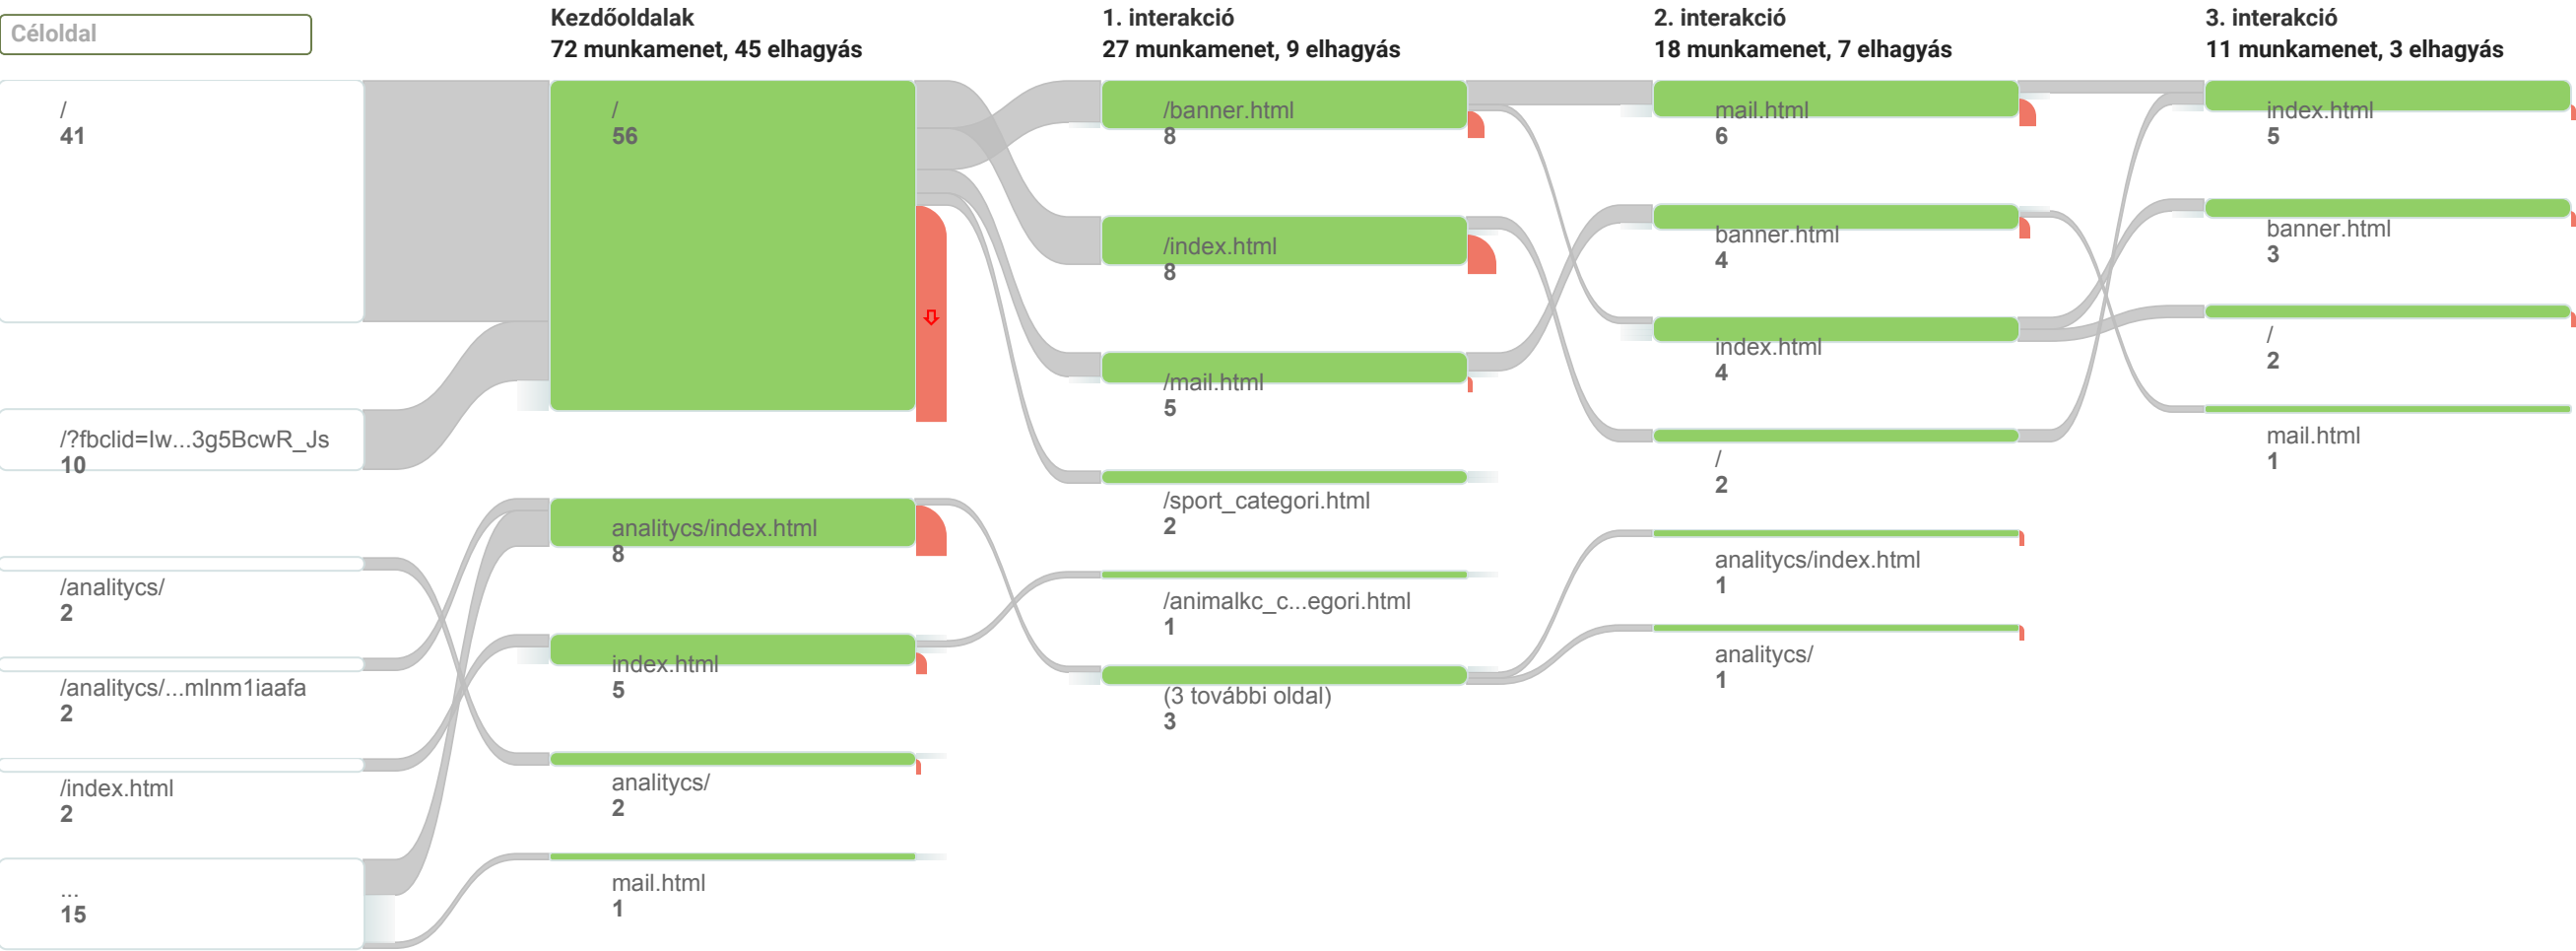 Céloldal
/
41
/?fbclid=Iw...3g5BcwR_Js
10
/analitycs/
2
/analitycs/...mlnm1iaafa
2
/index.html
2
...
15
Kezdőoldalak
72 munkamenet, 45 elhagyás
/
56
analitycs/index.html
8
index.html
5
analitycs/
2
mail.html
1
1. interakció
27 munkamenet, 9 elhagyás
/banner.html
8
/index.html
8
/mail.html
5
/sport_categori.html
2
/animalkc_c...egori.html
1
(3 további oldal)
3
2. interakció
18 munkamenet, 7 elhagyás
mail.html
6
banner.html
4
index.html
4
/
2
analitycs/index.html
1
analitycs/
1
3. interakció
11 munkamenet, 3 elhagyás
index.html
5
banner.html
3
/
2
mail.html
1